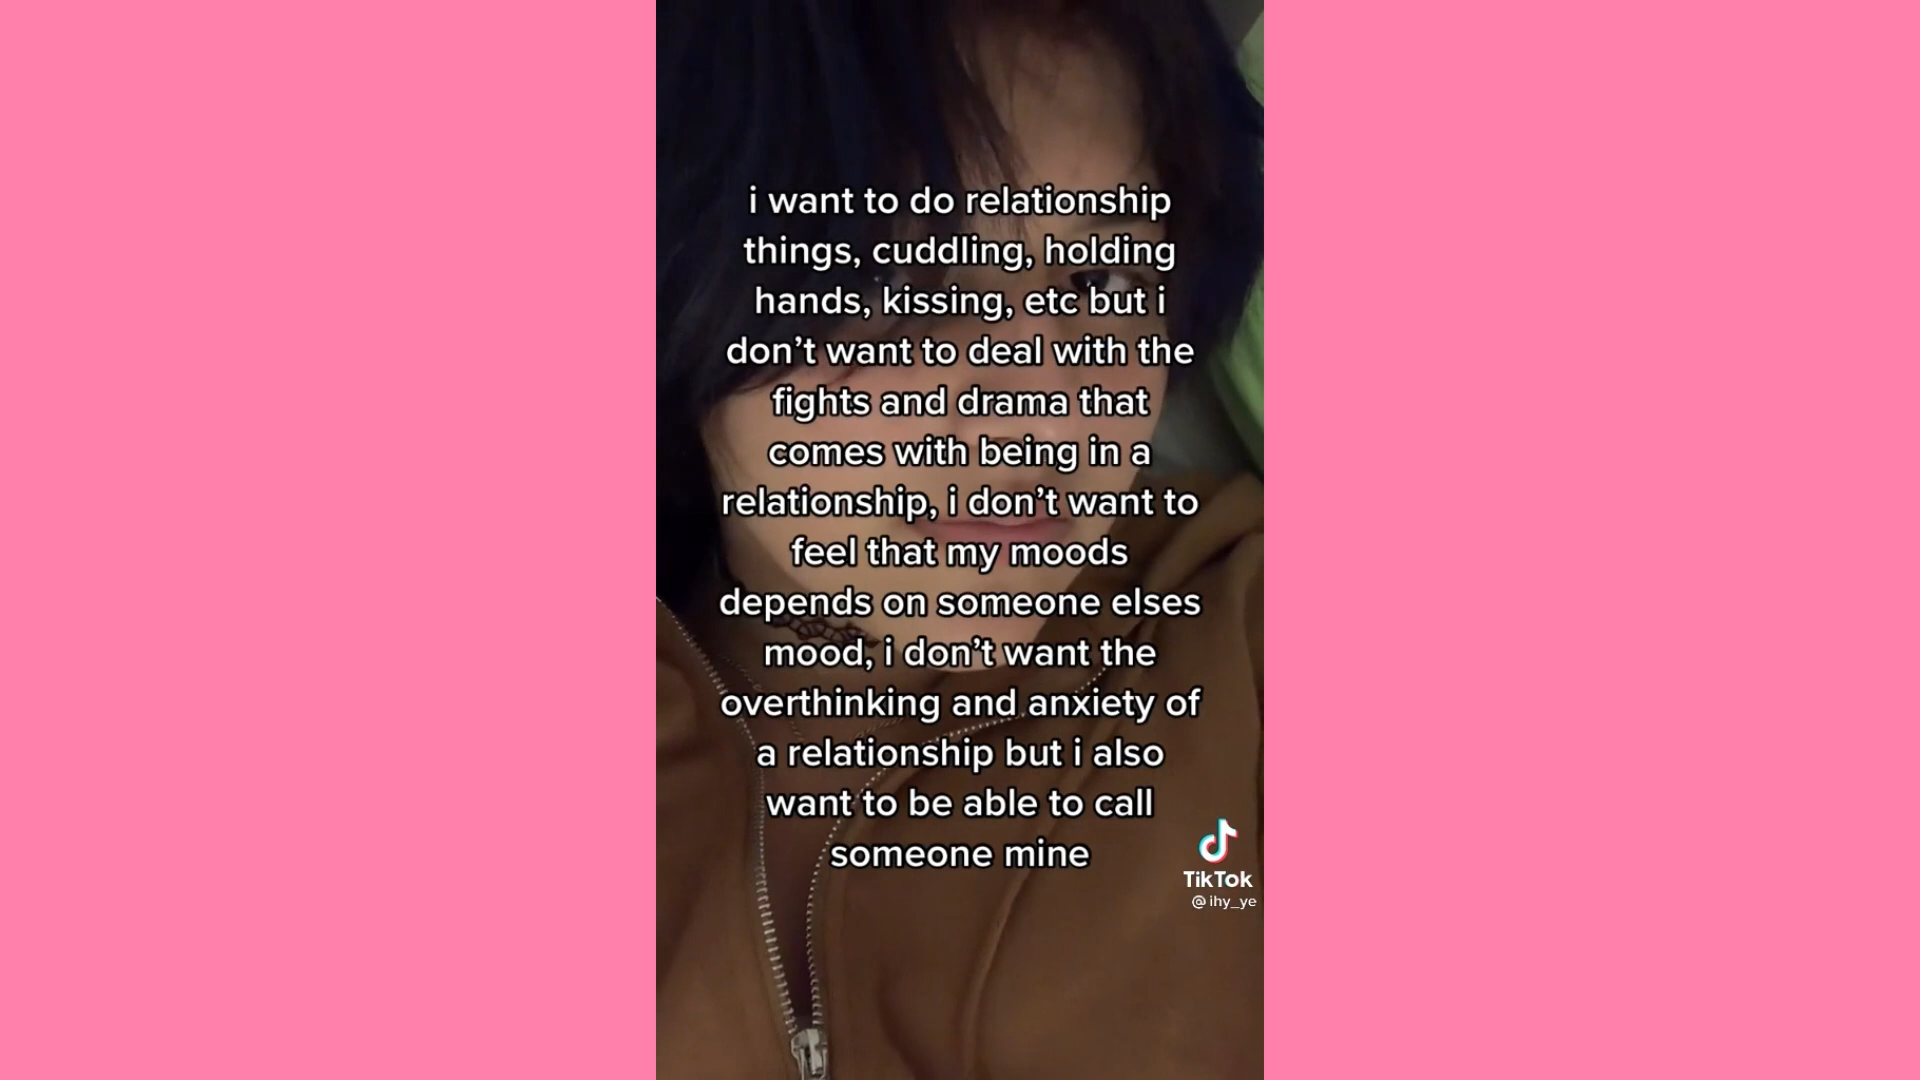 i want to do relationship
things, cuddling, holding
hands, kissing, etc but i
don’t want to deal with the
fights and drama that
comes with being in a
relationship, i don’t want to
feel that my moods
depends on someone elses
mood, i don’t want the
overthinking and anxiety of
a relationship but i also
want to be able to call
someone mine
TikTok
@ihy_ye